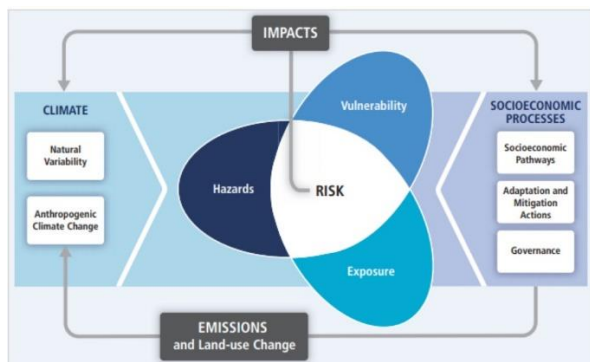 IMPACTS
CLIMATE
Natural
Variability
Anthropogenic
Climate Change
Vulnerability
Hazards
RISK
Exposure
SOCIOECONOMIC
PROCESSES
Socioeconomic
Pathways
Adaptation and
Mitigation
Actions
Governance
EMISSIONS
and Land-use Change